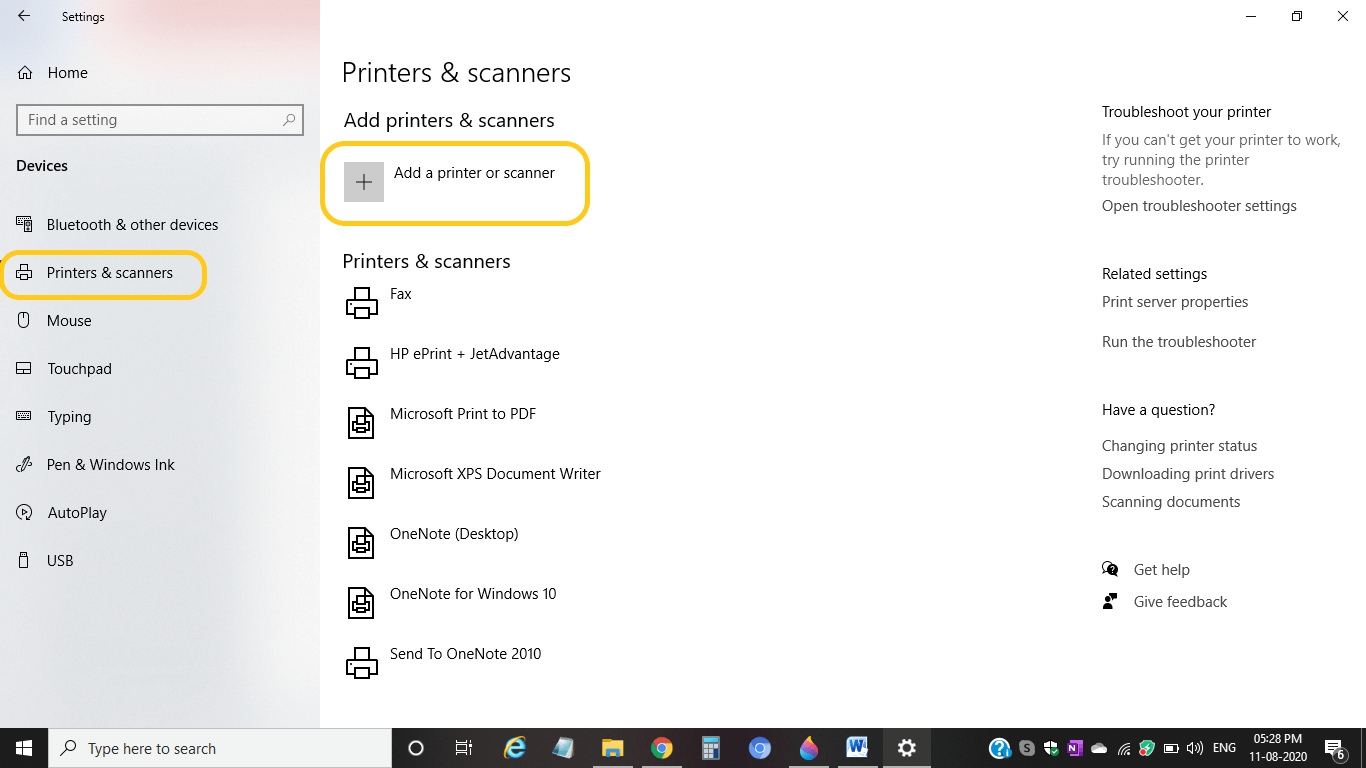 Settings
Home
Find a setting
Devices
Bluetooth & other devices
Printers & scanners
Mouse
Touchpad
Typing
Pen & Windows Ink
AutoPlay
USB
Printers & scanners
Add printers & scanners
Add a printer or scanner
Printers & scanners
Fax
HP ePrint + JetAdvantage
Microsoft Print to PDF
Microsoft XPS Document Writer
OneNote (Desktop)
OneNote for Windows 10
Send To OneNote 2010
Troubleshoot your printer
If you can't get your printer to work,
try running the printer
troubleshooter.
Open troubleshooter settings
Related settings
Print server properties
Run the troubleshooter
Have a question?
Changing printer status
Downloading print drivers
Scanning documents
Get help
Give feedback
Type here to search
ENG
05:28 PM
11-08-2020
6